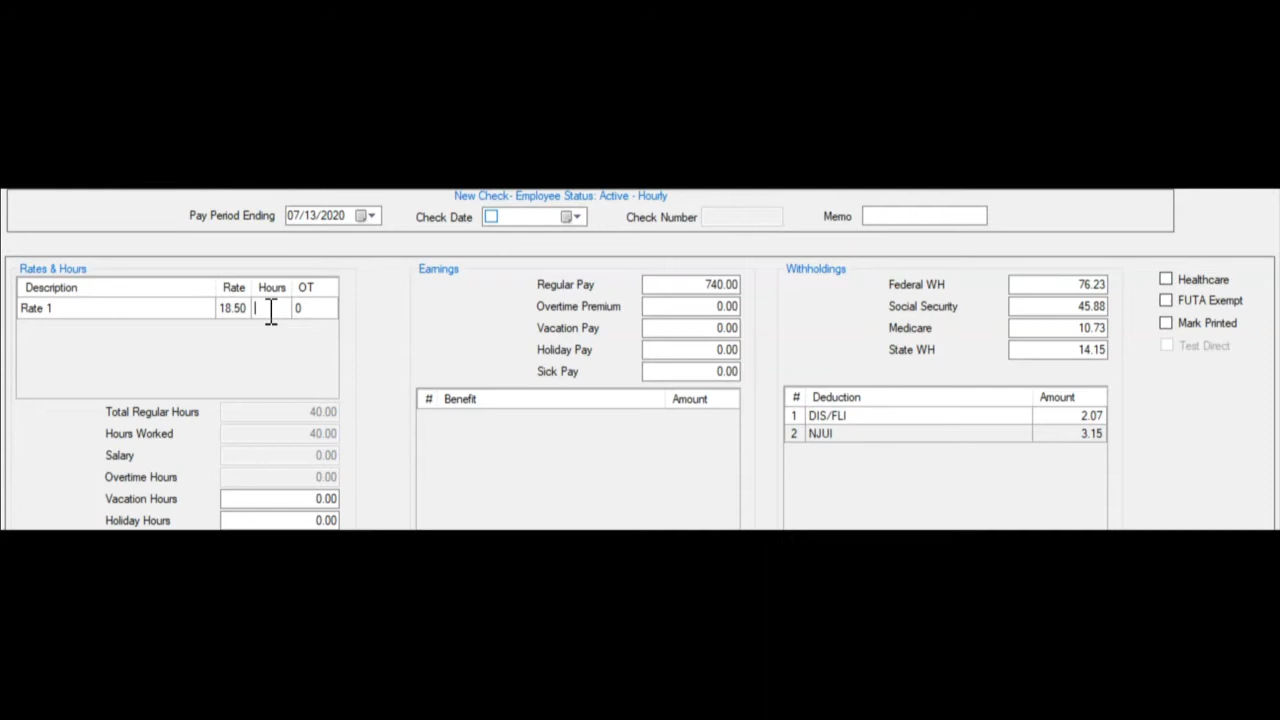 New Check- Employee Status: Active - Hourly
Pay Period Ending 07/13/2020 Check Date Check Number Memo
Rates & Hours
Description Rate Hours OT
Rate 1 18.50 0
Total Regular Hours 40.00
Hours Worked 40.00
Salary 0.00
Overtime Hours 0.00
Vacation Hours 0.00
Holiday Hours 0.00
Earnings
Regular Pay 740.00
Overtime Premium 0.00
Vacation Pay 0.00
Holiday Pay 0.00
Sick Pay 0.00
# Benefit Amount
Withholdings
Federal WH 76.23
Social Security 45.88
Medicare 10.73
State WH 14.15
# Deduction Amount
1 DIS/FLI 2.07
2 NJUI 3.15
Healthcare
FUTA Exempt
Mark Printed
Test Direct